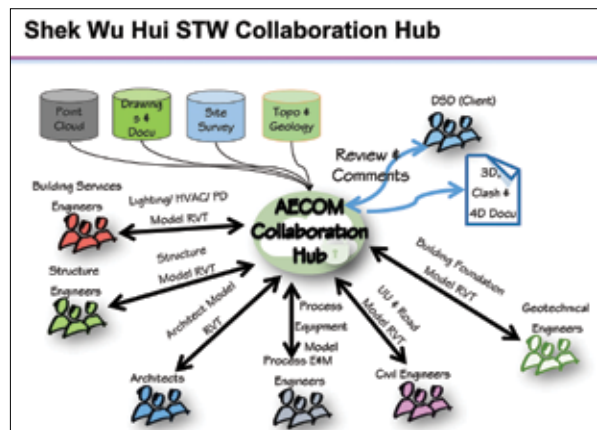 Shek Wu Hui STW Collaboration Hub
Point
Cloud
Drawing
s &
Docu
Site
Survey
Topo &
Geology
DSD (Client)
Review &
Comments
3D,
Clash &
4D Docu
Building Services
Engineers
Lighting/ HVAC/ PD
Model RVT
AECOM
Collaboration
Hub
Structure
Engineers
Structure
Model RVT
Architect Model
RVT
Architects
Process
Equipment
Model
Process E&M
Engineers
UU & Road
Model RVT
Civil Engineers
Building Foundation
Model RVT
Geotechnical
Engineers